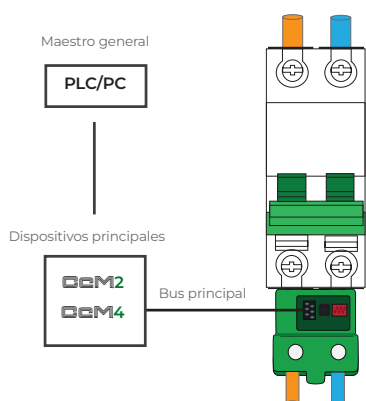 Maestro general
PLC/PC
Dispositivos principales
CcM2
CcM4
Bus principal